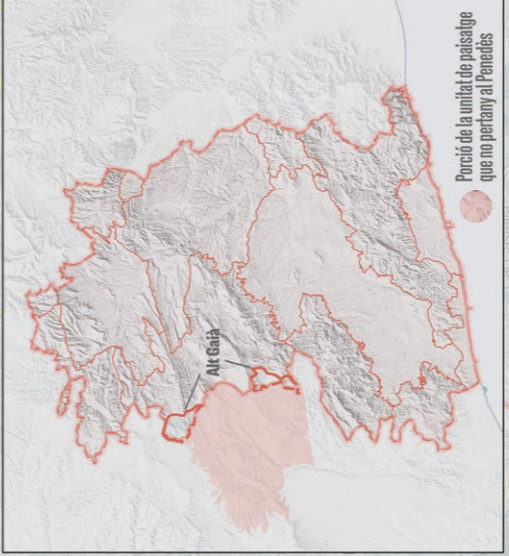 Alt Gaià
Porció de la unitat de paisatge
que no pertany al Penedès